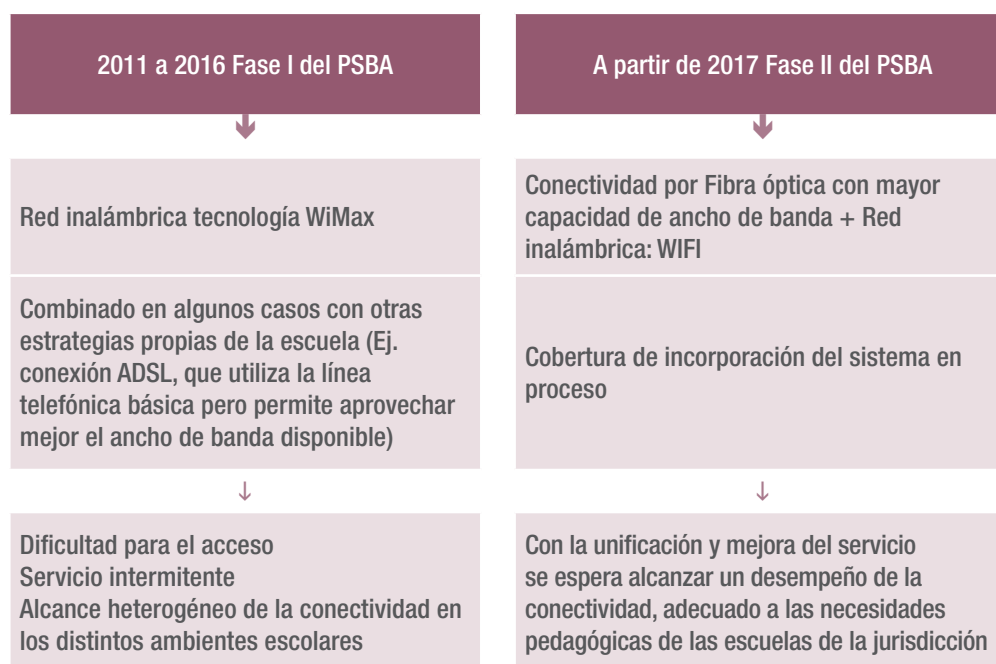 2011 a 2016 Fase I del PSBA
Red inalámbrica tecnología WiMax
Combinado en algunos casos con otras
estrategias propias de la escuela (Ej.
conexión ADSL, que utiliza la línea
telefónica básica pero permite aprovechar
mejor el ancho de banda disponible)
Dificultad para el acceso
Servicio intermitente
Alcance heterogéneo de la conectividad en
los distintos ambientes escolares
A partir de 2017 Fase II del PSBA
Conectividad por Fibra óptica con mayor
capacidad de ancho de banda + Red
inalámbrica: WIFI
Cobertura de incorporación del sistema en
proceso
Con la unificación y mejora del servicio
se espera alcanzar un desempeño de la
conectividad, adecuado a las necesidades
pedagógicas de las escuelas de la jurisdicción